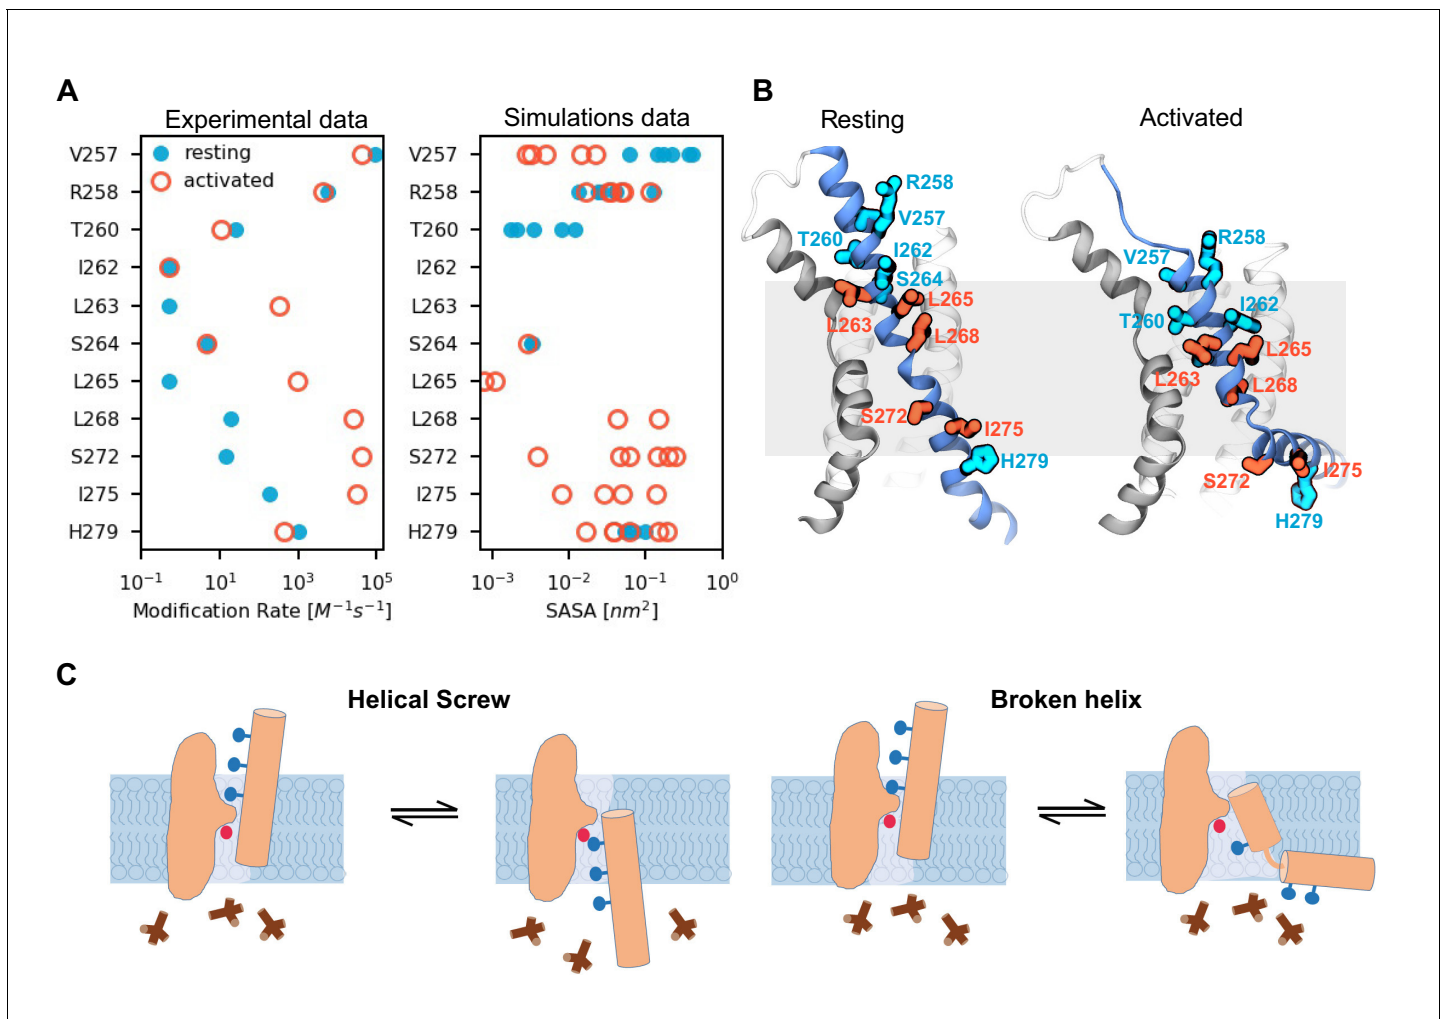 A
Experimental data
resting
activated
V257
R258
T260
I262
L263
S264
L265
L268
S272
I275
H279
10⁻¹ 10¹ 10³ 10⁵
Modification Rate [M⁻¹s⁻¹]
Simulations data
V257
R258
T260
I262
L263
S264
L265
L268
S272
I275
H279
10⁻³ 10⁻² 10⁻¹ 10⁰
SASA [nm²]
B
Resting
R258
V257
T260
I262
S264
L265
L263
L268
S272
I275
H279
Activated
R258
V257
I262
T260
L265
L263
L268
S272
I275
H279
C
Helical Screw
Broken helix